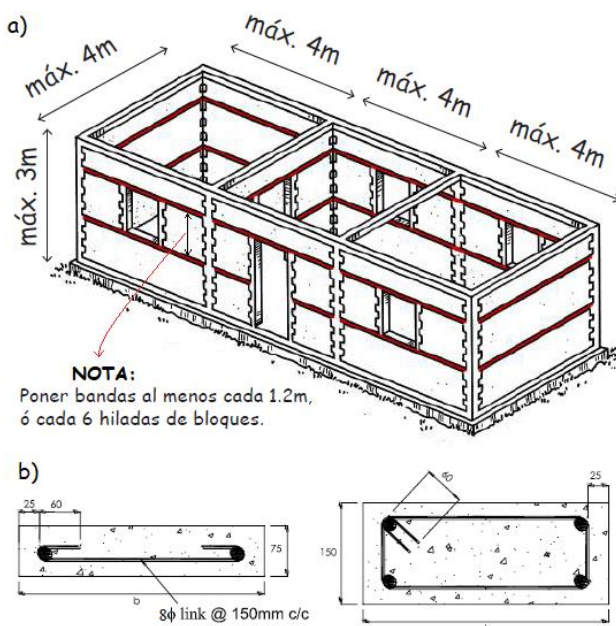 a)
máx. 4m
máx. 4m
máx. 4m
máx. 4m
máx. 3m
NOTA:
Poner bandas al menos cada 1.2m,
ó cada 6 hiladas de bloques.
b)
25 60
75
b
8ϕ link @ 150mm c/c
60
25
150